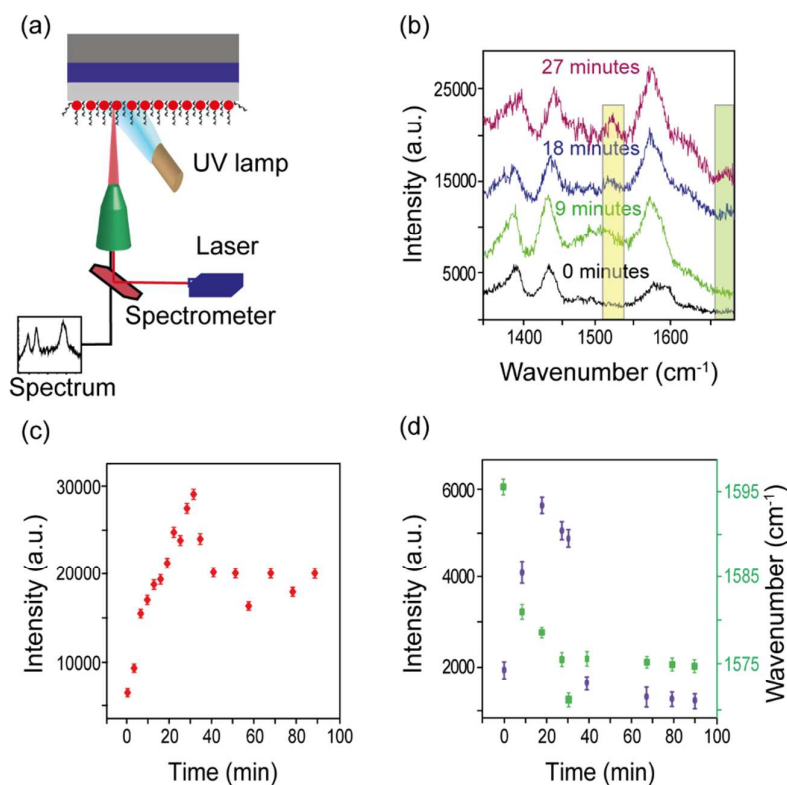 (a)
UV lamp
Laser
Spectrometer
Spectrum
(b)
27 minutes
18 minutes
9 minutes
0 minutes
25000
15000
5000
Intensity (a.u.)
1400
1500
1600
Wavenumber (cm-1)
(c)
30000
20000
10000
Intensity (a.u.)
0
20
40
60
80
100
Time (min)
(d)
6000
4000
2000
Intensity (a.u.)
1595
1585
1575
Wavenumber (cm-1)
0
20
40
60
80
100
Time (min)